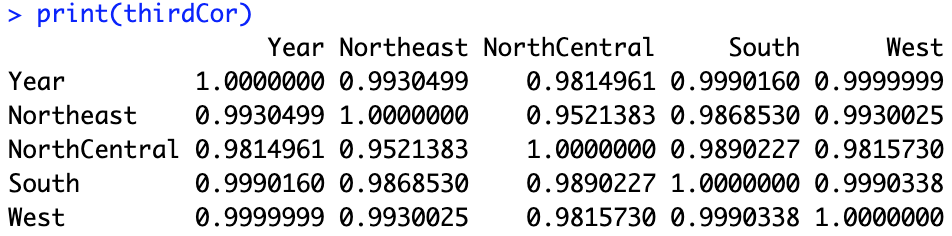 > print(thirdCor)
Year Northeast NorthCentral South West
Year 1.0000000 0.9930499 0.9814961 0.9990160 0.9999999
Northeast 0.9930499 1.0000000 0.9521383 0.9868530 0.9930025
NorthCentral 0.9814961 0.9521383 1.0000000 0.9890227 0.9815730
South 0.9990160 0.9868530 0.9890227 1.0000000 0.9990338
West 0.9999999 0.9930025 0.9815730 0.9990338 1.0000000